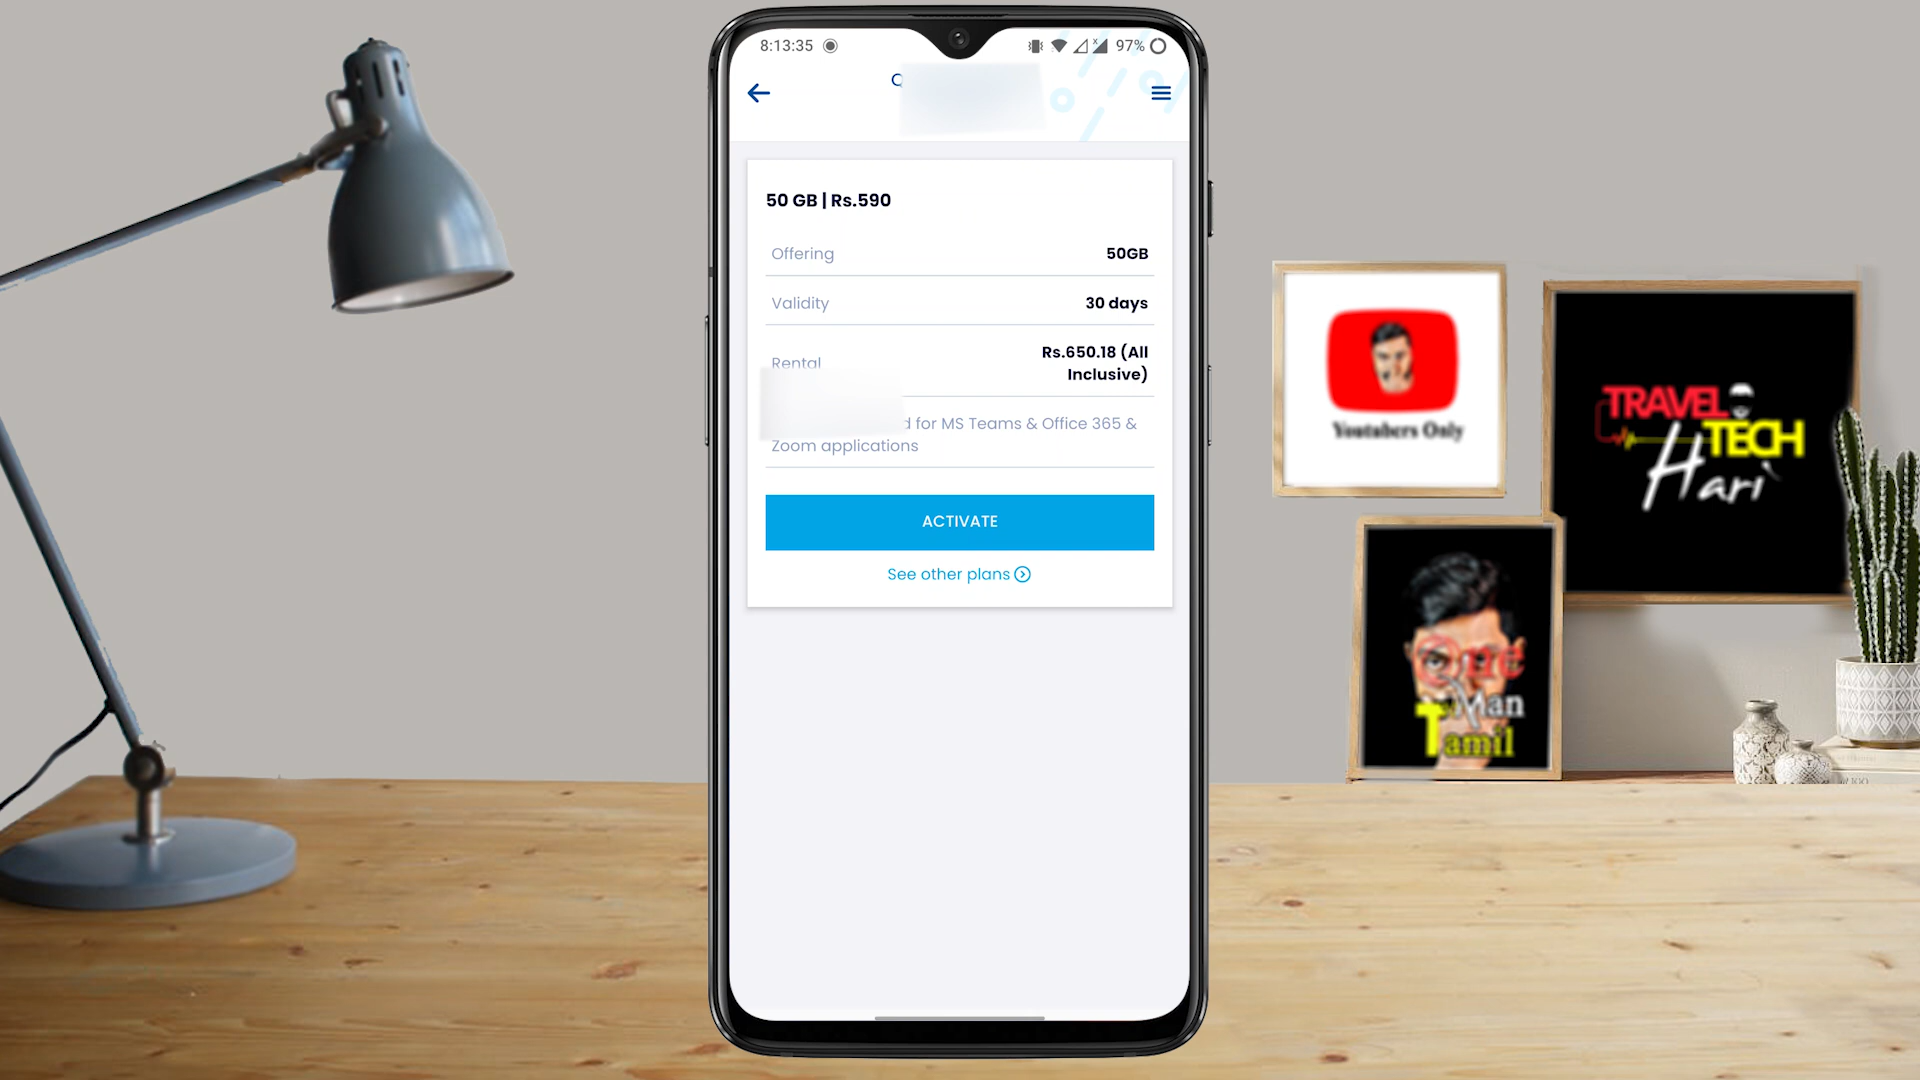 8:13:35
97%
50 GB | Rs.590
Offering
50GB
Validity
30 days
Rental
Rs.650.18 (All
Inclusive)
for MS Teams & Office 365 &
Zoom applications
ACTIVATE
See other plans
Youtubers Only
TRAVEL
TECH
Hari
One
Man
Tamil